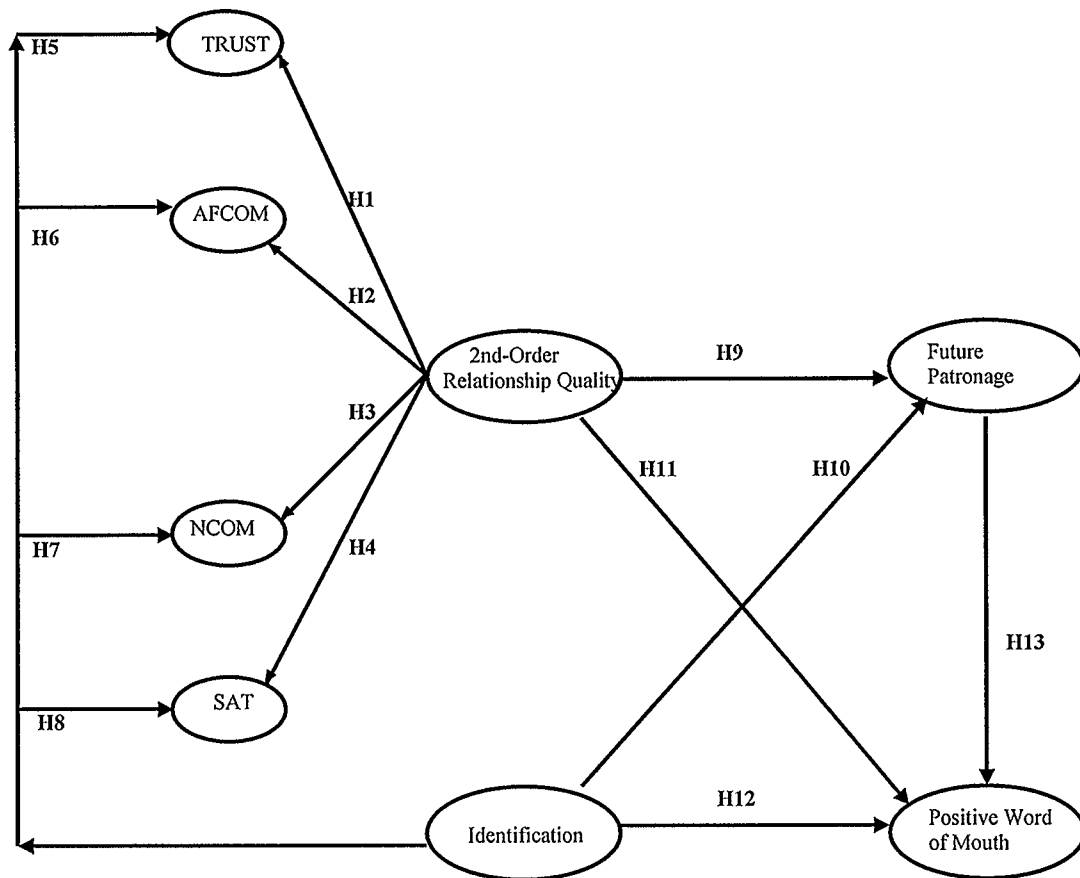 H5
TRUST
H1
AFCOM
H6
H2
2nd-Order
Relationship Quality
H9
Future
Patronage
H3
H11
H10
NCOM
H7
H4
H13
SAT
H8
H12
Identification
Positive Word
of Mouth